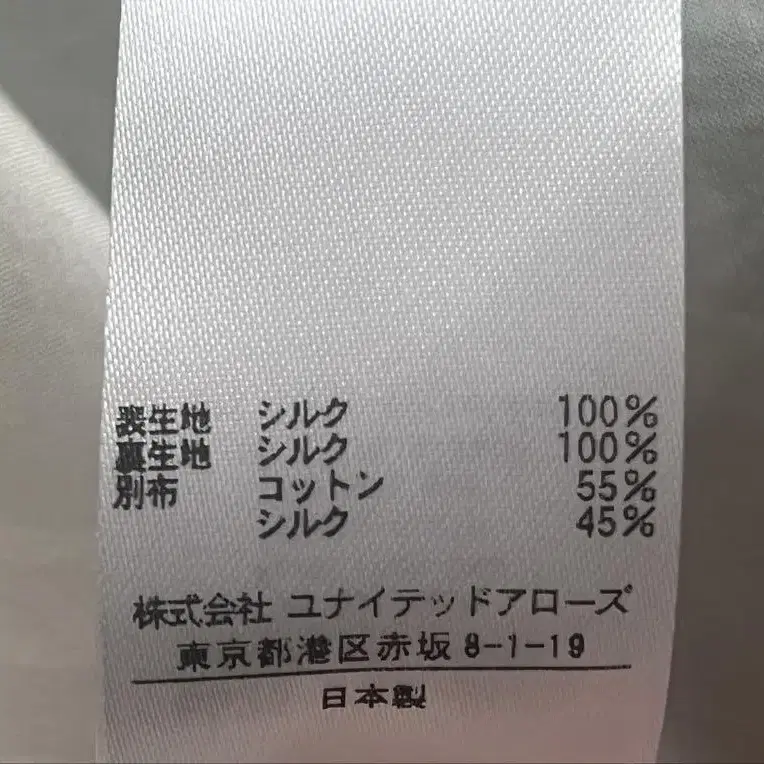 表生地 シルク 100%
裏生地 シルク 100%
別布 コットン 55%
シルク 45%
株式会社 ユナイテッドアローズ
東京都港区赤坂 8-1-19
日本製